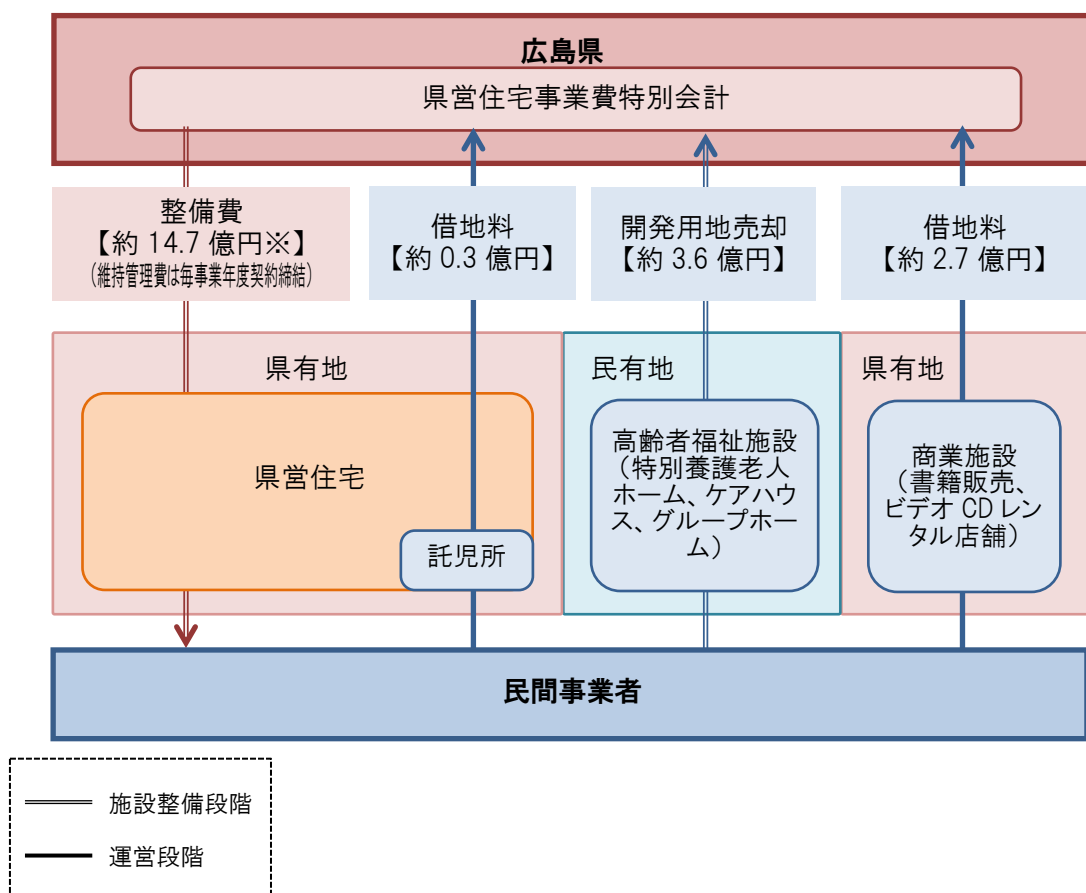 広島県
県営住宅事業費特別会計
整備費
【約 14.7 億円※】
(維持管理費は毎事業年度契約締結)
借地料
【約 0.3 億円】
開発用地売却
【約 3.6 億円】
借地料
【約 2.7 億円】
県有地
県営住宅
託児所
民有地
高齢者福祉施設
（特別養護老人
ホーム、ケアハウ
ス、グループホー
ム）
県有地
商業施設
（書籍販売、
ビデオ CD レン
タル店舗）
民間事業者
施設整備段階
運営段階